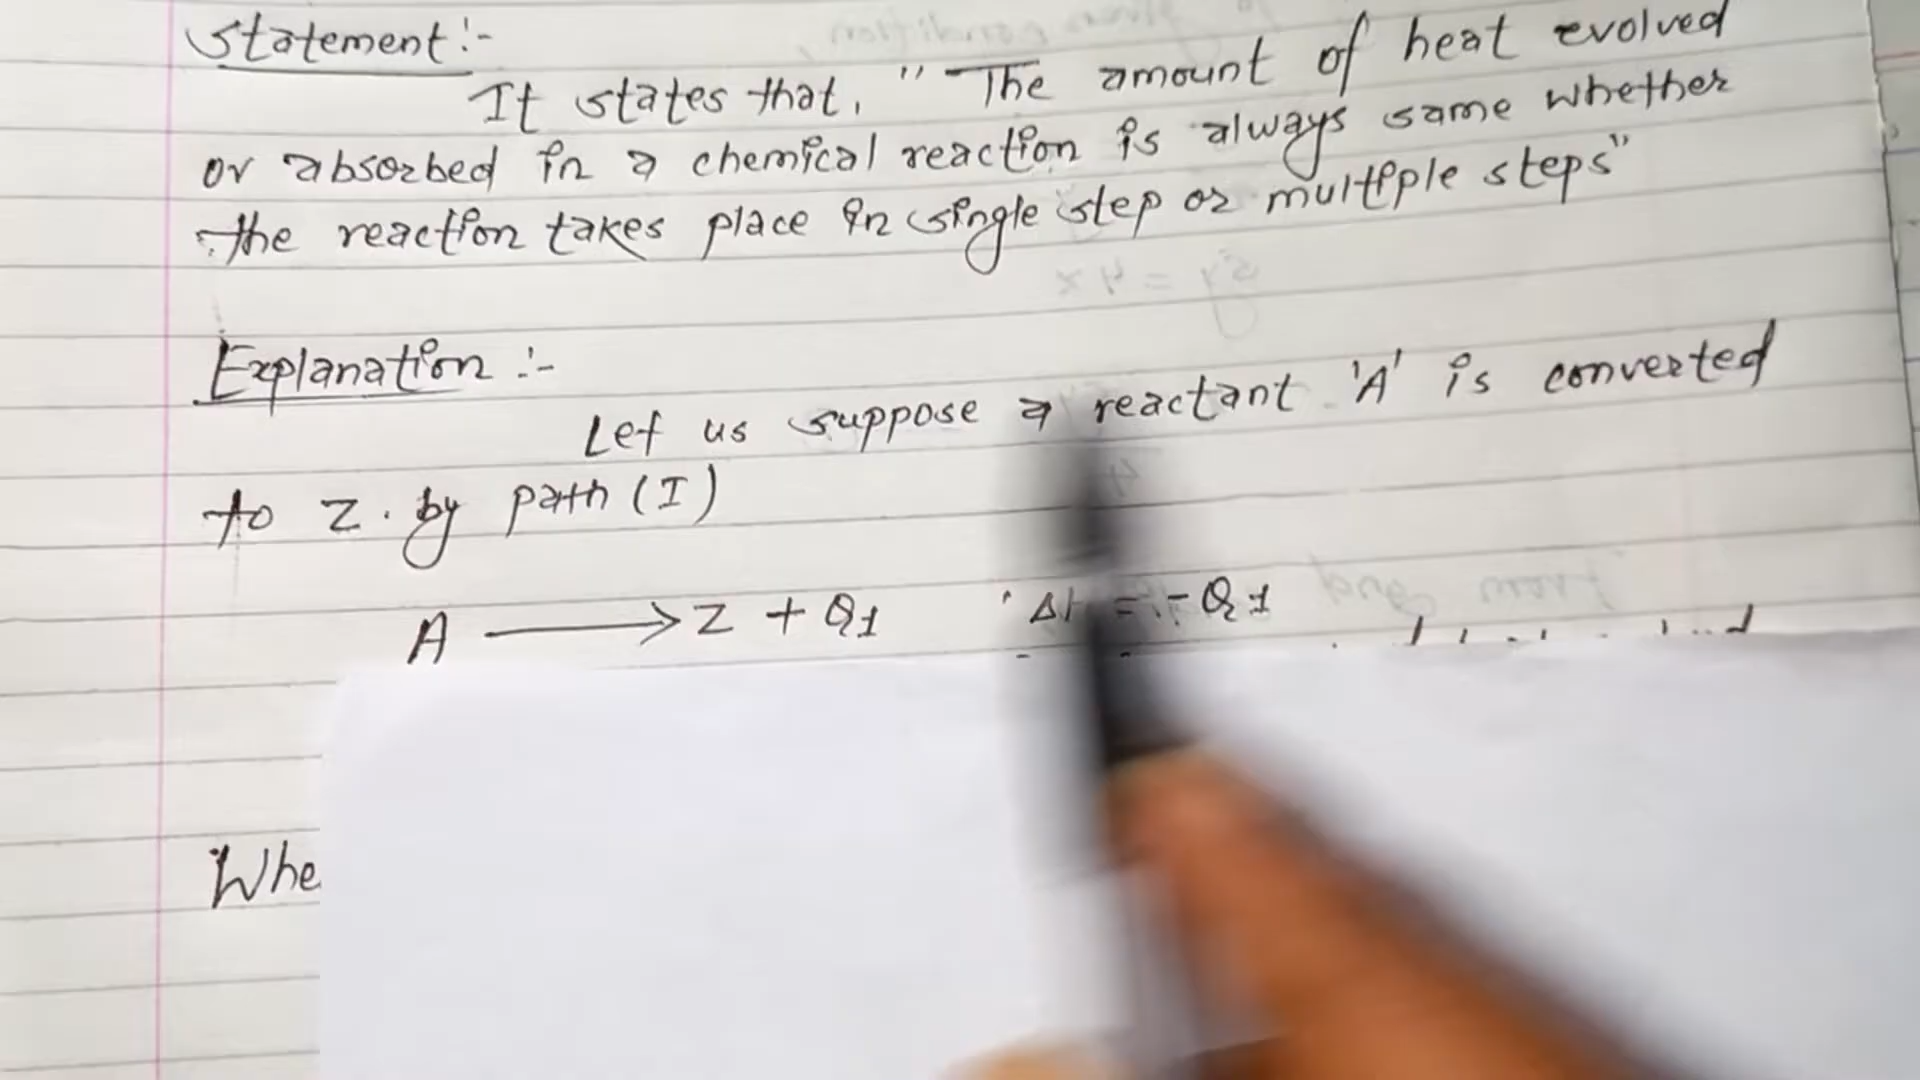 Statement :-
It states that, "The amount of heat evolved
or absorbed in a chemical reaction is always same whether
the reaction takes place in single step or multiple steps"
Explanation :-
Let us suppose a reactant 'A' is converted
to Z. by path (I)
A → Z + Q1 = - Q1